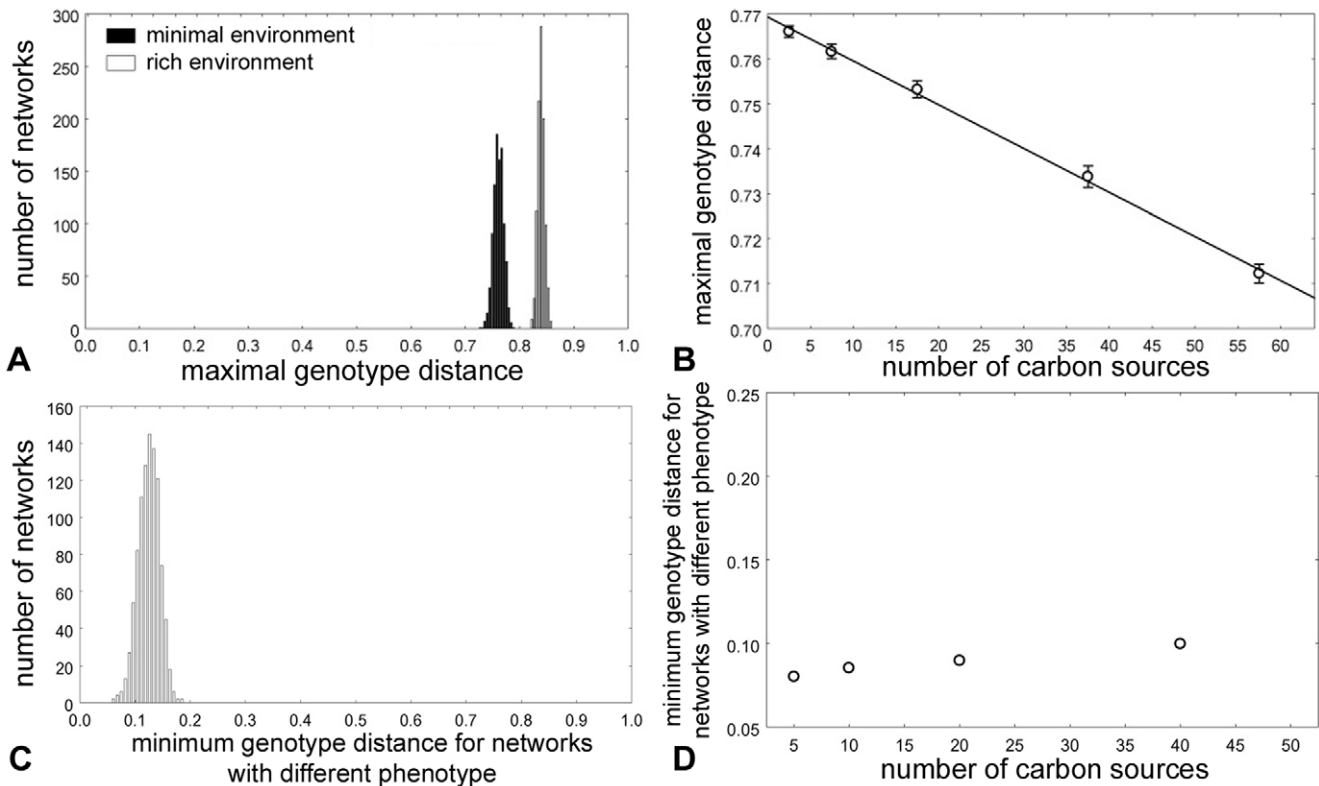 300
250
200
150
100
50
0
number of networks
minimal environment
rich environment
0.0 0.1 0.2 0.3 0.4 0.5 0.6 0.7 0.8 0.9 1.0
maximal genotype distance
A
0.77
0.76
0.75
0.74
0.73
0.72
0.71
0.70
maximal genotype distance
0 5 10 15 20 25 30 35 40 45 50 55 60
number of carbon sources
B
160
140
120
100
80
60
40
20
0
number of networks
0.0 0.1 0.2 0.3 0.4 0.5 0.6 0.7 0.8 0.9 1.0
minimum genotype distance for networks
with different phenotype
C
0.25
0.20
0.15
0.10
0.05
minimum genotype distance for
networks with different phenotype
5 10 15 20 25 30 35 40 45 50
number of carbon sources
D